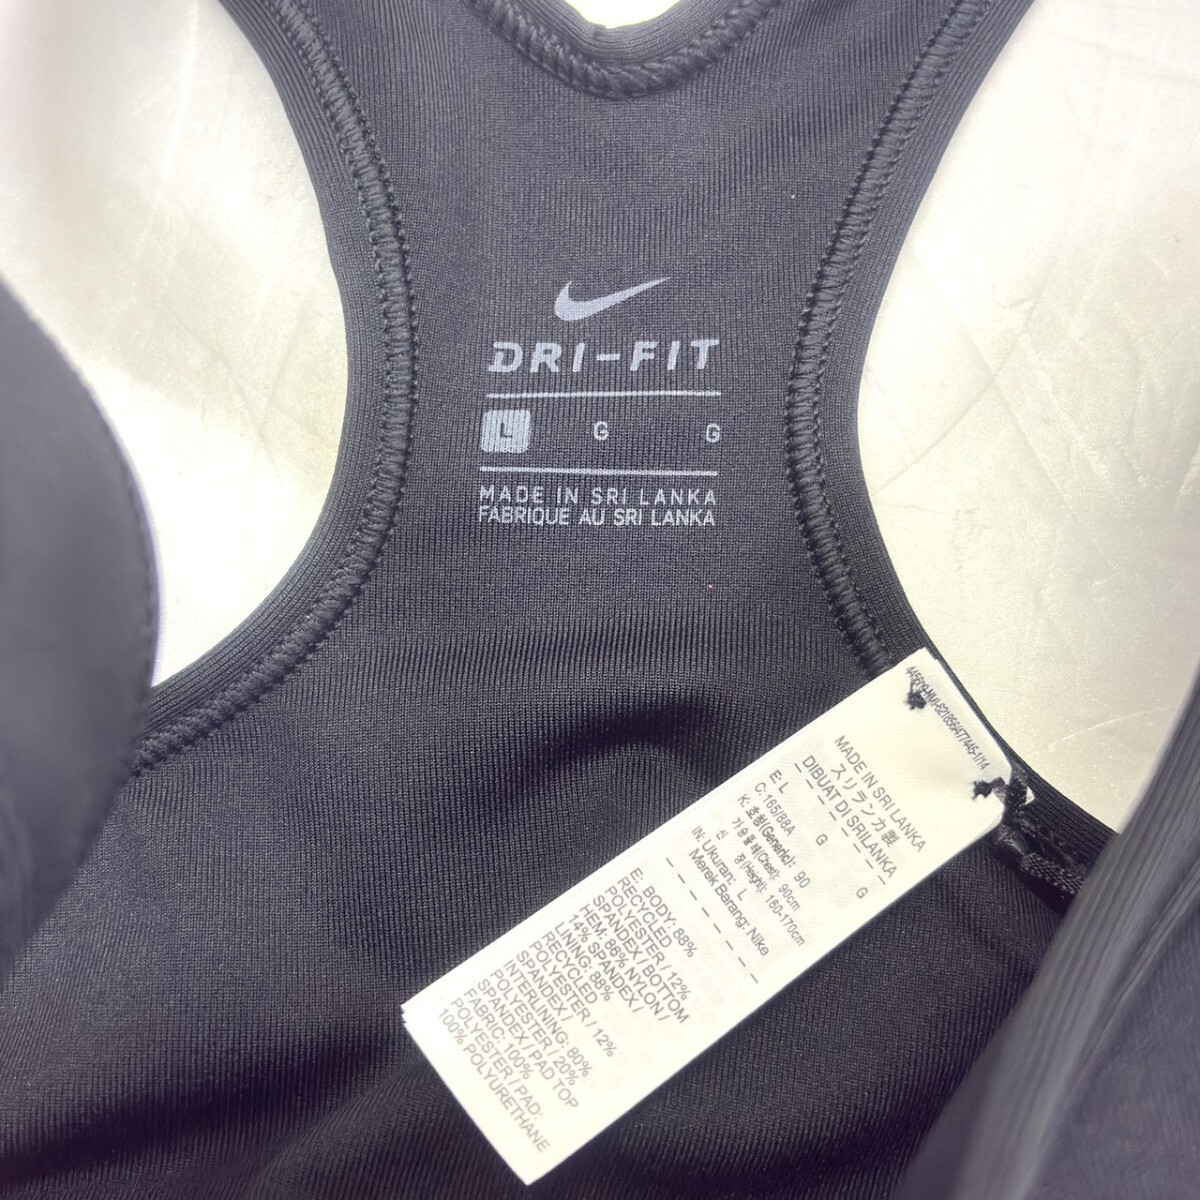 DRI-FIT
L G G
MADE IN SRI LANKA
FABRIQUE AU SRI LANKA
MADE IN SRI LANKA
スリランカ製
DIBUAT DI SRILANKA
E: L G G
C: 165/88A
K: 호칭(Generic): 90
가슴둘레(Chest): 90cm
신 장(Height): 160-170cm
IN: Ukuran: L
Merek Barang: Nike
E: BODY: 88%
RECYCLED
POLYESTER / 12%
SPANDEX / BOTTOM
HEM: 86% NYLON /
14% SPANDEX /
LINING: 88%
RECYCLED
POLYESTER / 12%
SPANDEX /
INTERLINING: 80%
POLYESTER / 20%
SPANDEX / PAD TOP
FABRIC: 100%
POLYESTER / PAD:
100% POLYURETHANE